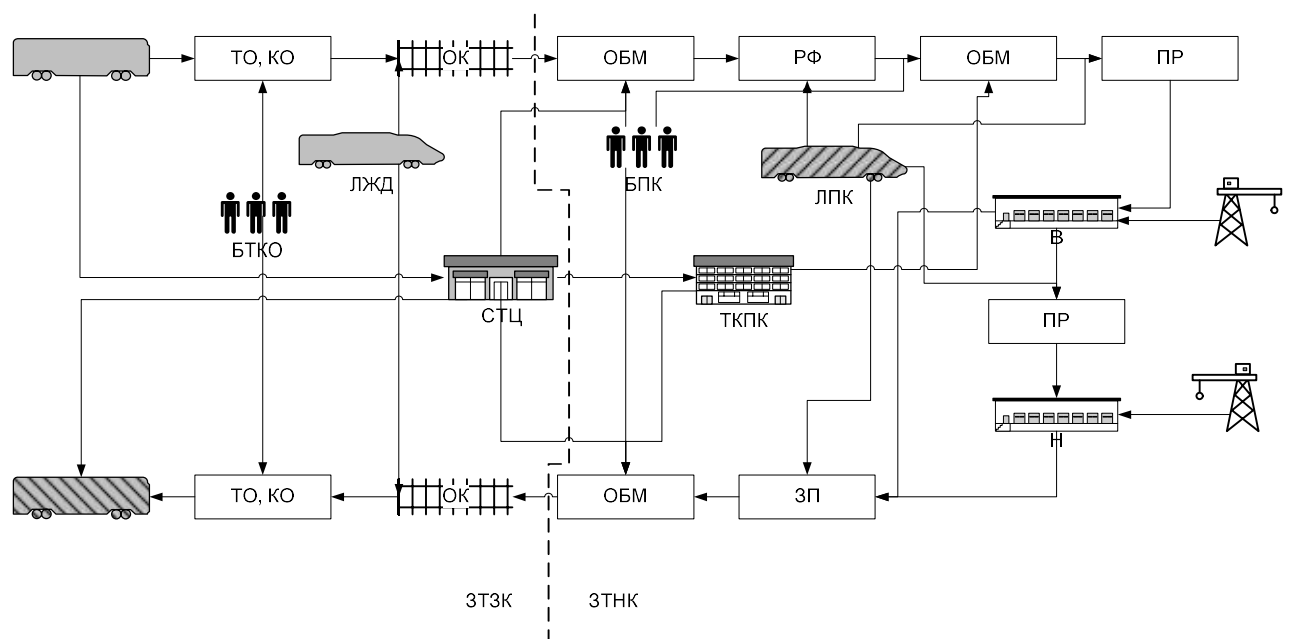 ТО, КО
ОК
ОБМ
РФ
ОБМ
ПР
ЛЖД
БПК
ЛПК
БТКО
В
СТЦ
ТКПК
ПР
Н
ТО, КО
ОК
ОБМ
ЗП
ЗТЗК
ЗТНК